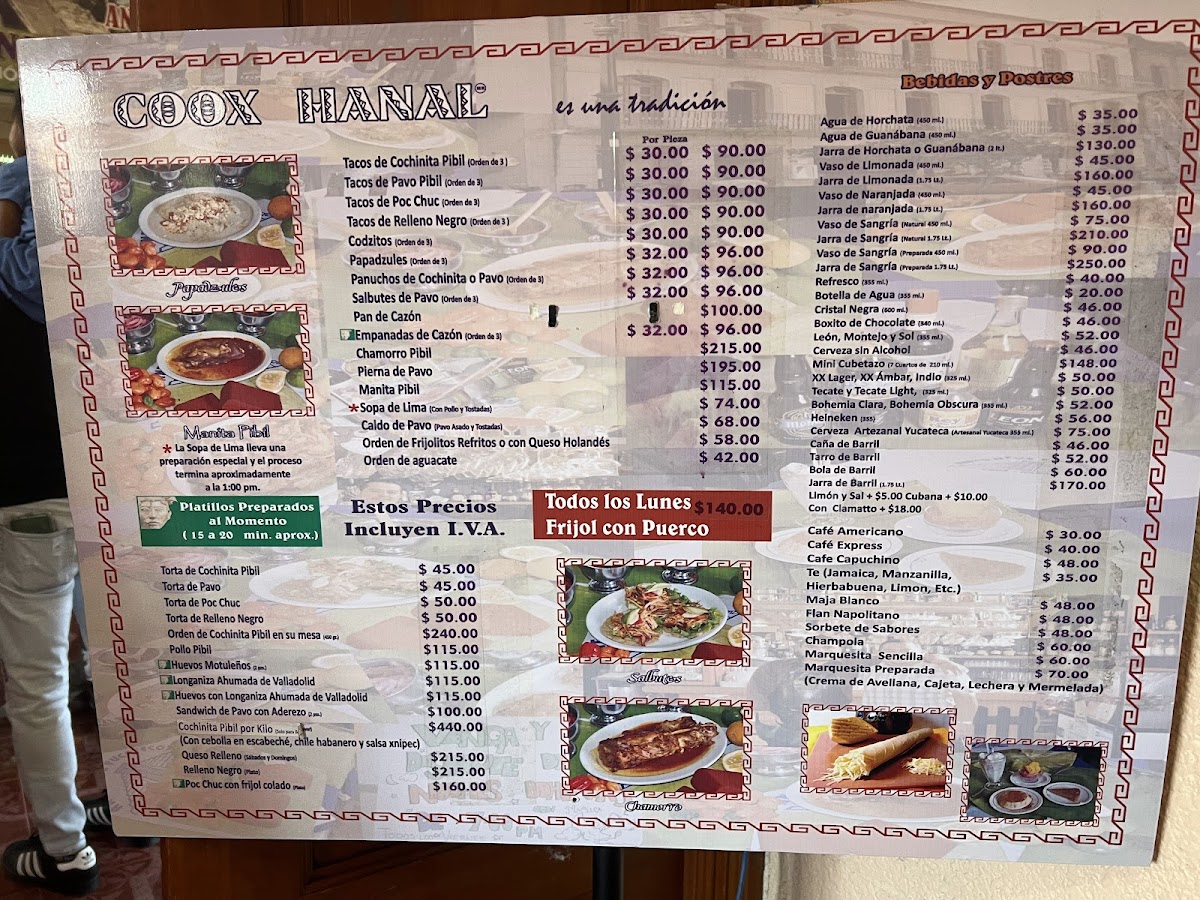 COOX HANAL
es una tradición
Papadzules
Manita Pibil
* La Sopa de Lima lleva una
preparación especial y el proceso
termina aproximadamente
a la 1:00 pm.
Por Pieza
Tacos de Cochinita Pibil (Orden de 3) $ 30.00 $ 90.00
Tacos de Pavo Pibil (Orden de 3) $ 30.00 $ 90.00
Tacos de Poc Chuc (Orden de 3) $ 30.00 $ 90.00
Tacos de Relleno Negro (Orden de 3) $ 30.00 $ 90.00
Codzitos (Orden de 3) $ 30.00 $ 90.00
Papadzules (Orden de 3) $ 32.00 $ 96.00
Panuchos de Cochinita o Pavo (Orden de 3) $ 32.00 $ 96.00
Salbutes de Pavo (Orden de 3) $ 32.00 $ 96.00
Pan de Cazón $100.00
Empanadas de Cazón (Orden de 3) $ 32.00 $ 96.00
Chamorro Pibil $215.00
Pierna de Pavo $195.00
Manita Pibil $115.00
*Sopa de Lima (Con Pollo y Tostadas) $ 74.00
Caldo de Pavo (Pavo Asado y Tostadas) $ 68.00
Orden de Frijolitos Refritos o con Queso Holandés $ 58.00
Orden de aguacate $ 42.00
Platillos Preparados
al Momento
( 15 a 20 min. aprox.)
Estos Precios
Incluyen I.V.A.
Todos los Lunes
Frijol con Puerco
$140.00
Torta de Cochinita Pibil $ 45.00
Torta de Pavo $ 45.00
Torta de Poc Chuc $ 50.00
Torta de Relleno Negro $ 50.00
Orden de Cochinita Pibil en su mesa $240.00
Pollo Pibil $115.00
Huevos Motuleños $115.00
Longaniza Ahumada de Valladolid $115.00
Huevos con Longaniza Ahumada de Valladolid $115.00
Sandwich de Pavo con Aderezo $100.00
Cochinita Pibil por Kilo $440.00
(Con cebolla en escabeché, chile habanero y salsa xnipec)
Queso Relleno (Sábados y Domingos) $215.00
Relleno Negro (Plato) $215.00
Poc Chuc con frijol colado (Plato) $160.00
Salbutes
Chamorro
Bebidas y Postres
Agua de Horchata (450 ml.) $ 35.00
Agua de Guanábana (450 ml.) $ 35.00
Jarra de Horchata o Guanábana (2 lt.) $130.00
Vaso de Limonada (450 ml.) $ 45.00
Jarra de Limonada (1.75 Lt.) $160.00
Vaso de Naranjada (450 ml.) $ 45.00
Jarra de naranjada (1.75 Lt.) $160.00
Vaso de Sangría (Natural 450 ml.) $ 75.00
Jarra de Sangría (Natural 1.75 Lt.) $210.00
Vaso de Sangría (Preparada 450 ml.) $ 90.00
Jarra de Sangría (Preparada 1.75 Lt.) $250.00
Refresco (355 ml.) $ 40.00
Botella de Agua (355 ml.) $ 20.00
Cristal Negra (600 ml.) $ 46.00
Boxito de Chocolate (340 ml.) $ 46.00
León, Montejo y Sol (355 ml.) $ 52.00
Cerveza sin Alcohol $ 46.00
Mini Cubetazo (7 Cuartos de 210 ml.) $148.00
XX Lager, XX Ámbar, Indio (325 ml.) $ 50.00
Tecate y Tecate Light, (325 ml.) $ 50.00
Bohemia Clara, Bohemia Obscura (355 ml.) $ 52.00
Heineken (355) $ 56.00
Cerveza Artezanal Yucateca (Artesanal Yucateca 355 ml.) $ 75.00
Caña de Barril $ 46.00
Tarro de Barril $ 52.00
Bola de Barril $ 60.00
Jarra de Barril (1.75 Lt.) $170.00
Limón y Sal + $5.00 Cubana + $10.00
Con Clamatto + $18.00
Café Americano $ 30.00
Café Express $ 40.00
Cafe Capuchino $ 48.00
Te (Jamaica, Manzanilla, $ 35.00
Hierbabuena, Limon, Etc.)
Maja Blanco $ 48.00
Flan Napolitano $ 48.00
Sorbete de Sabores $ 48.00
Champola $ 60.00
Marquesita Sencilla $ 60.00
Marquesita Preparada $ 70.00
(Crema de Avellana, Cajeta, Lechera y Mermelada)